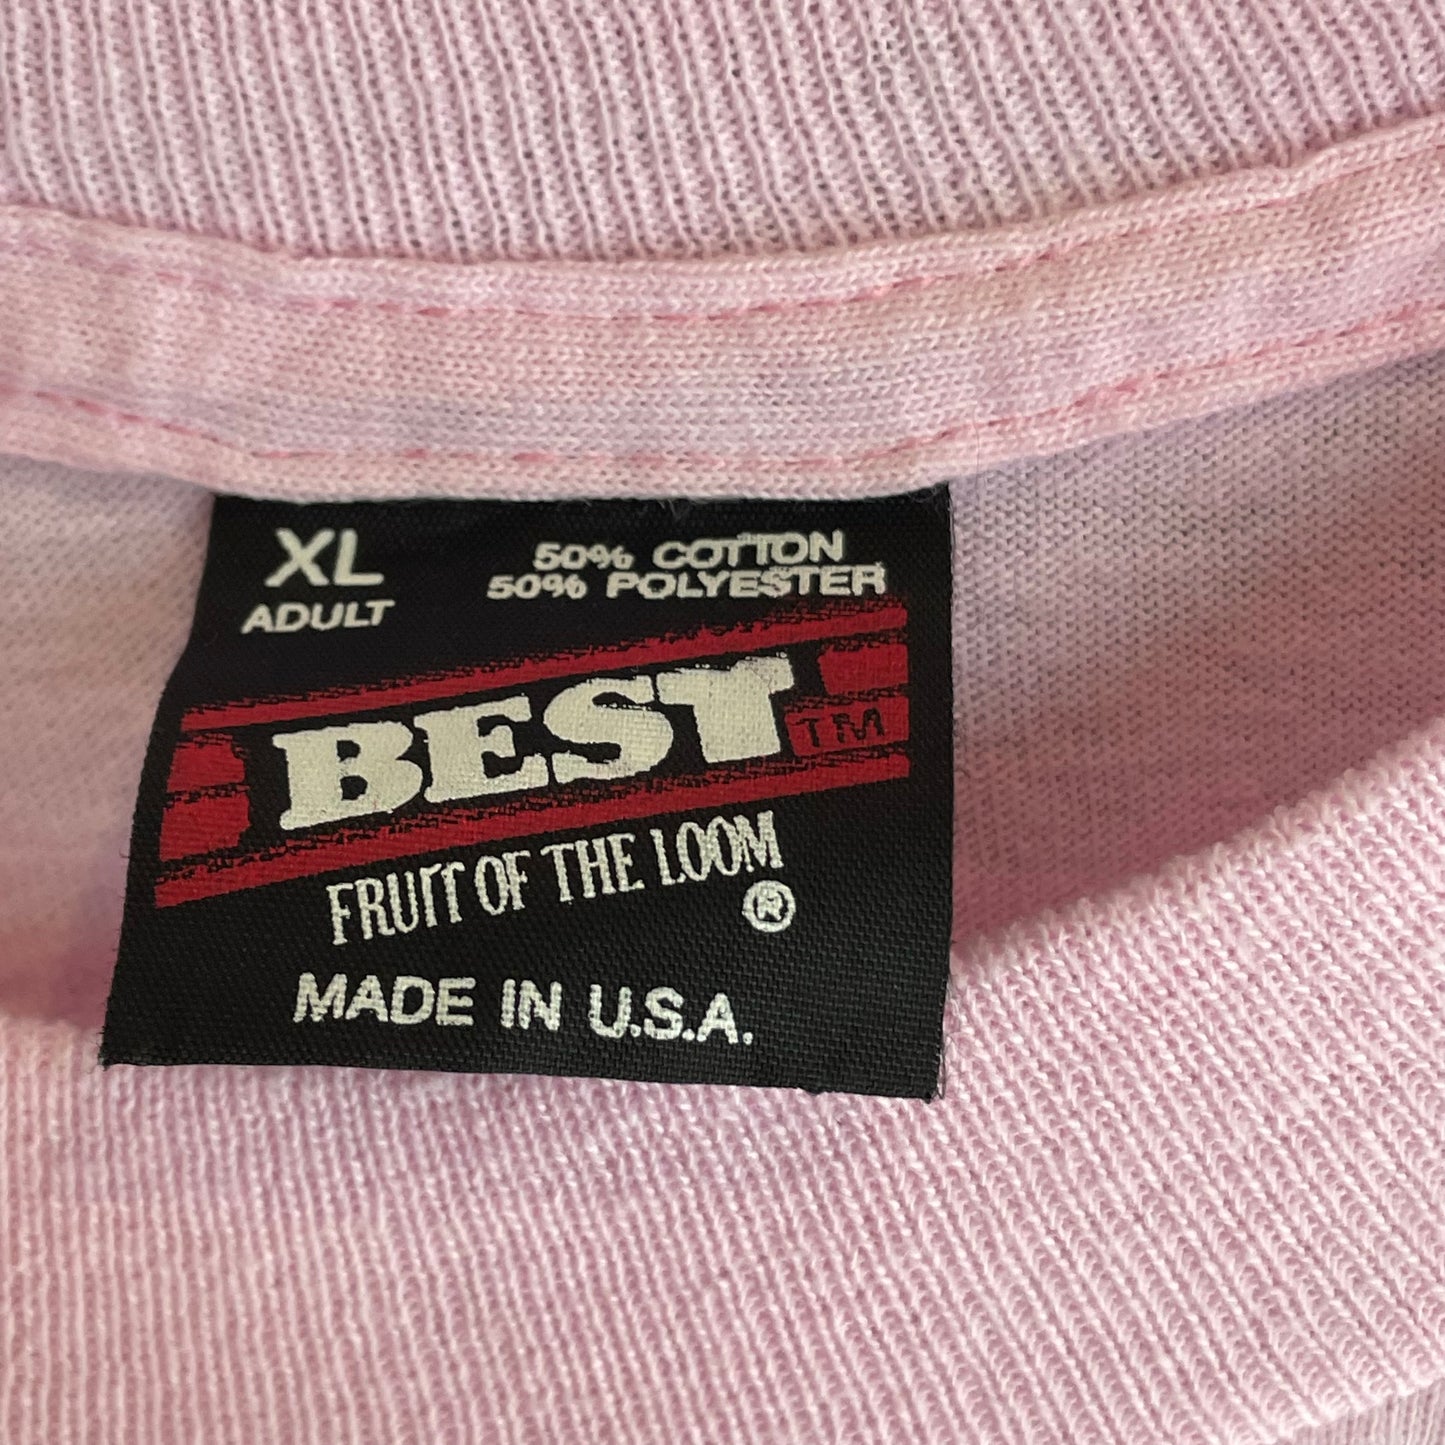 XL
ADULT
50% COTTON
50% POLYESTER
BEST TM
FRUIT OF THE LOOM
®
MADE IN U.S.A.